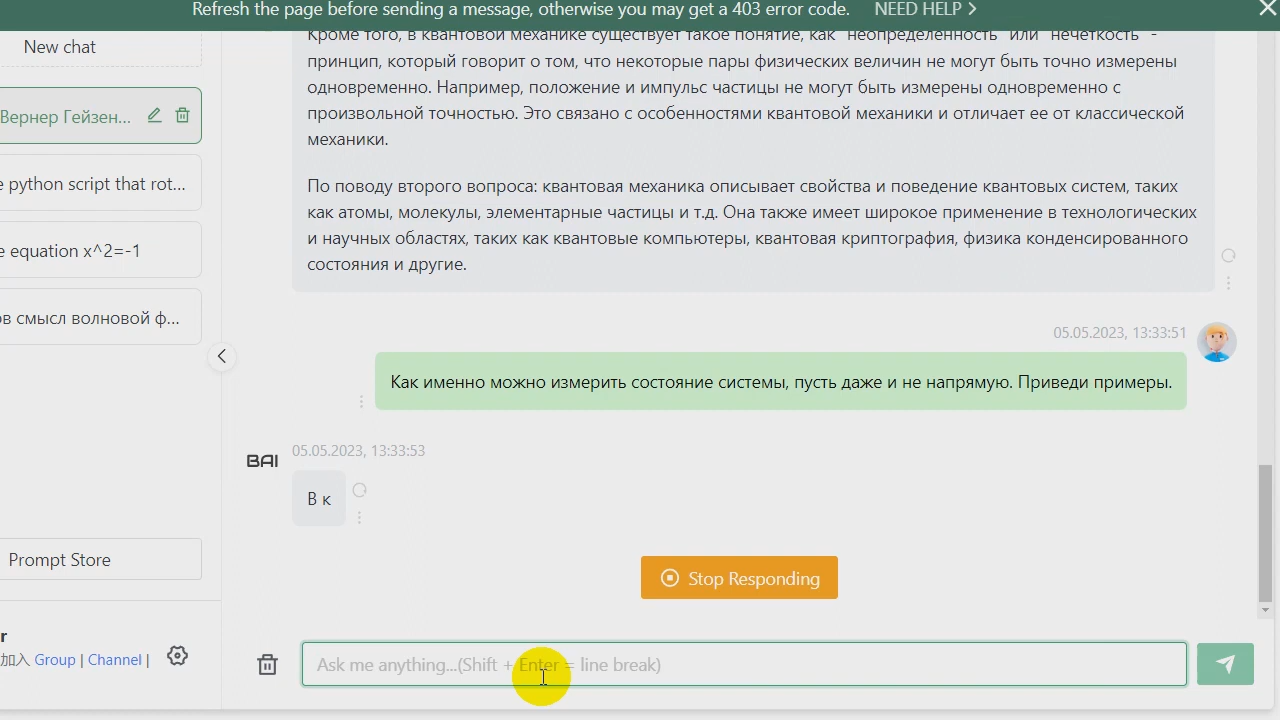 Refresh the page before sending a message, otherwise you may get a 403 error code. NEED HELP
New chat
Кроме того, в квантовой механике существует такое понятие, как "неопределенность" или "нечеткость" -
принцип, который говорит о том, что некоторые пары физических величин не могут быть точно измерены
одновременно. Например, положение и импульс частицы не могут быть измерены одновременно с
произвольной точностью. Это связано с особенностями квантовой механики и отличает ее от классической
механики.
По поводу второго вопроса: квантовая механика описывает свойства и поведение квантовых систем, таких
как атомы, молекулы, элементарные частицы и т.д. Она также имеет широкое применение в технологических
и научных областях, таких как квантовые компьютеры, квантовая криптография, физика конденсированного
состояния и другие.
Вернер Гейзен...
e python script that rot...
e equation x^2=-1
ов смысл волновой ф...
05.05.2023, 13:33:51
Как именно можно измерить состояние системы, пусть даже и не напрямую. Приведи примеры.
BAI
05.05.2023, 13:33:53
В к
Stop Responding
Prompt Store
r
加入 Group | Channel |
Ask me anything...(Shift + Enter = line break)